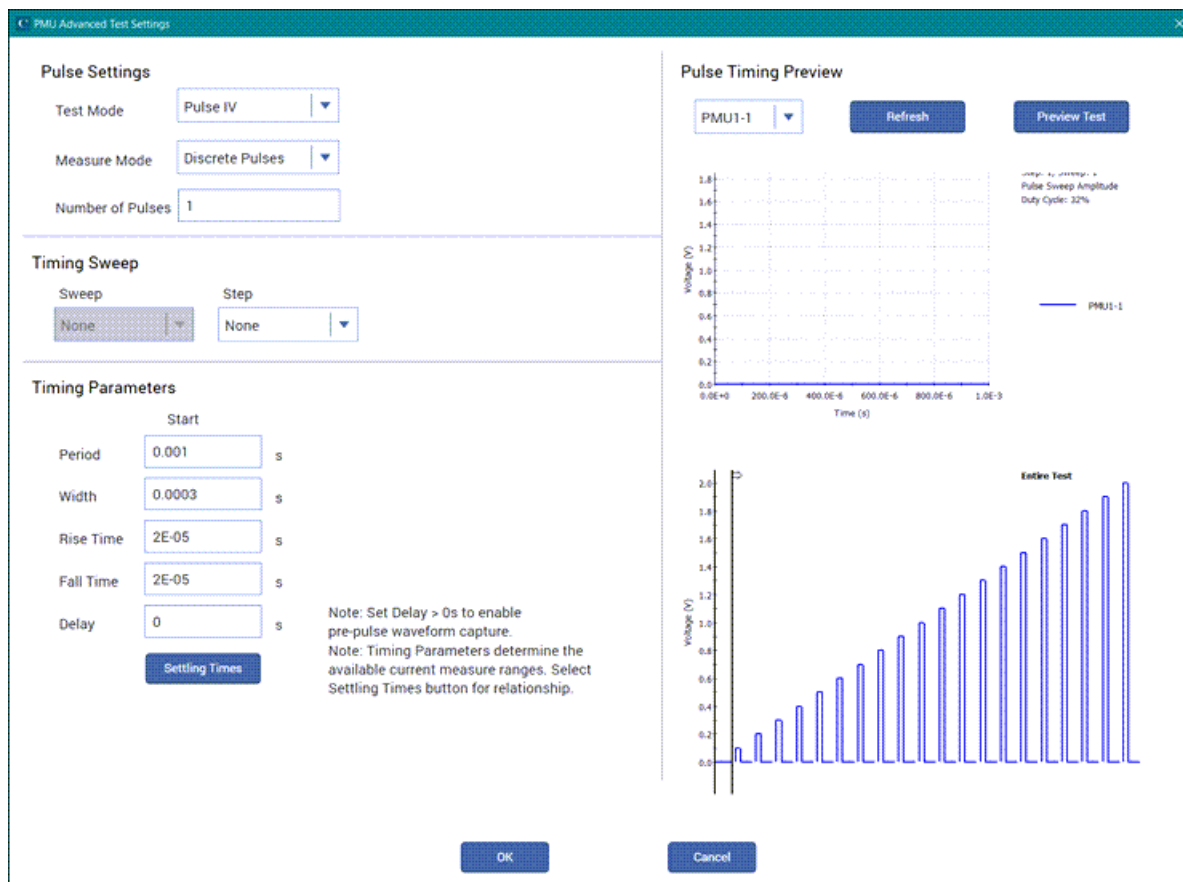 PMU Advanced Test Settings
Pulse Settings
Test Mode
Pulse IV
Measure Mode
Discrete Pulses
Number of Pulses
1
Timing Sweep
Sweep
Step
None
None
Timing Parameters
Start
Period
0.001
s
Width
0.0003
s
Rise Time
2E-05
s
Fall Time
2E-05
s
Delay
0
s
Settling Times
Note: Set Delay > 0s to enable
pre-pulse waveform capture.
Note: Timing Parameters determine the
available current measure ranges. Select
Settling Times button for relationship.
Pulse Timing Preview
PMU1-1
Refresh
Preview Test
Step: 1, Sweep: 1
Pulse Sweep Amplitude
Duty Cycle: 32%
PMU1-1
1.8
1.6
1.4
1.2
1.0
0.8
0.6
0.4
0.2
0.0
Voltage (V)
0.0E+0 200.0E-6 400.0E-6 600.0E-6 800.0E-6 1.0E-3
Time (s)
Entire Test
2.0
1.8
1.6
1.4
1.2
1.0
0.8
0.6
0.4
0.2
0.0
Voltage (V)
OK
Cancel